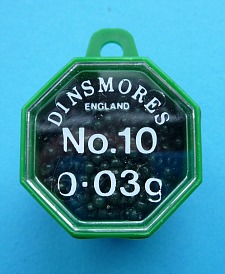 DINSMORES
ENGLAND
No.10
0·03g